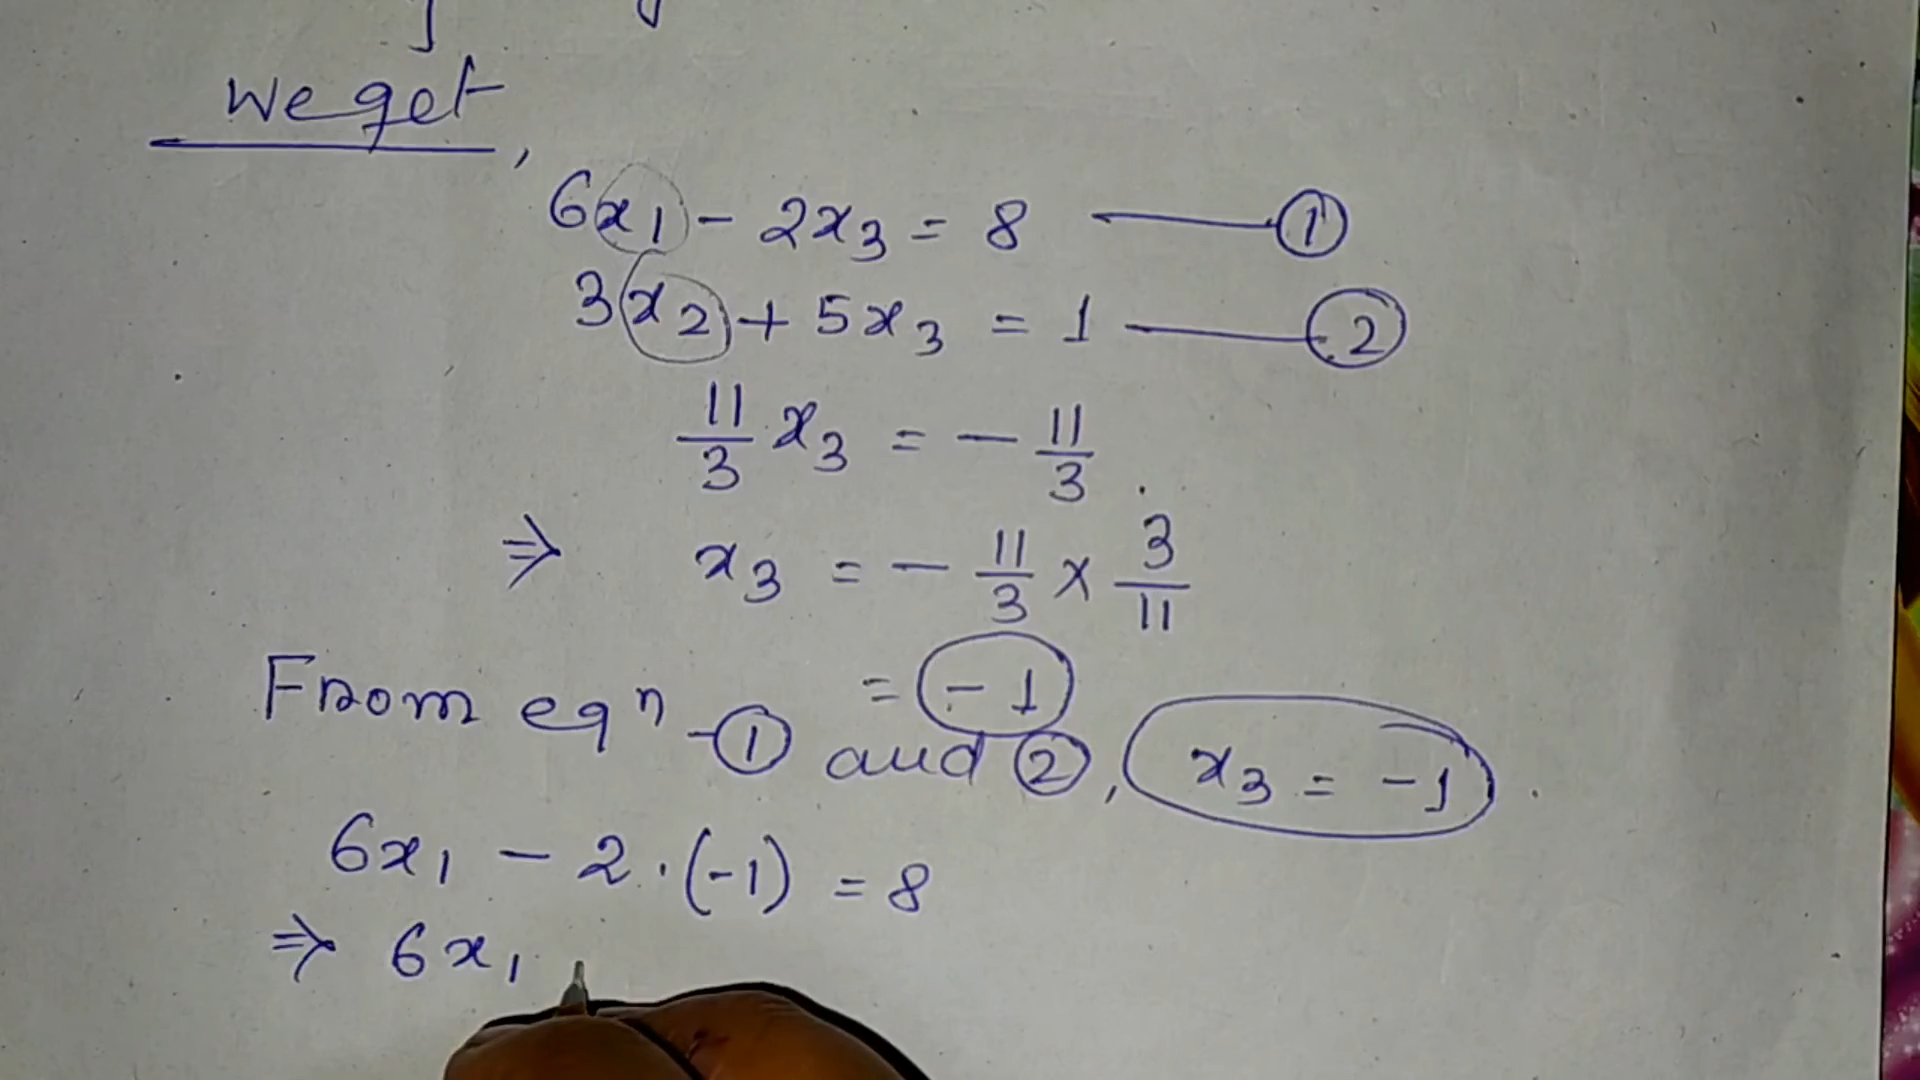 We get,
6x₁ - 2x₃ = 8 —— ①
3x₂ + 5x₃ = 1 —— ②
11/3 x₃ = - 11/3
⇒ x₃ = - 11/3 × 3/11
= -1
From eqⁿ - ① and ②, x₃ = -1
6x₁ - 2·(-1) = 8
⇒ 6x₁